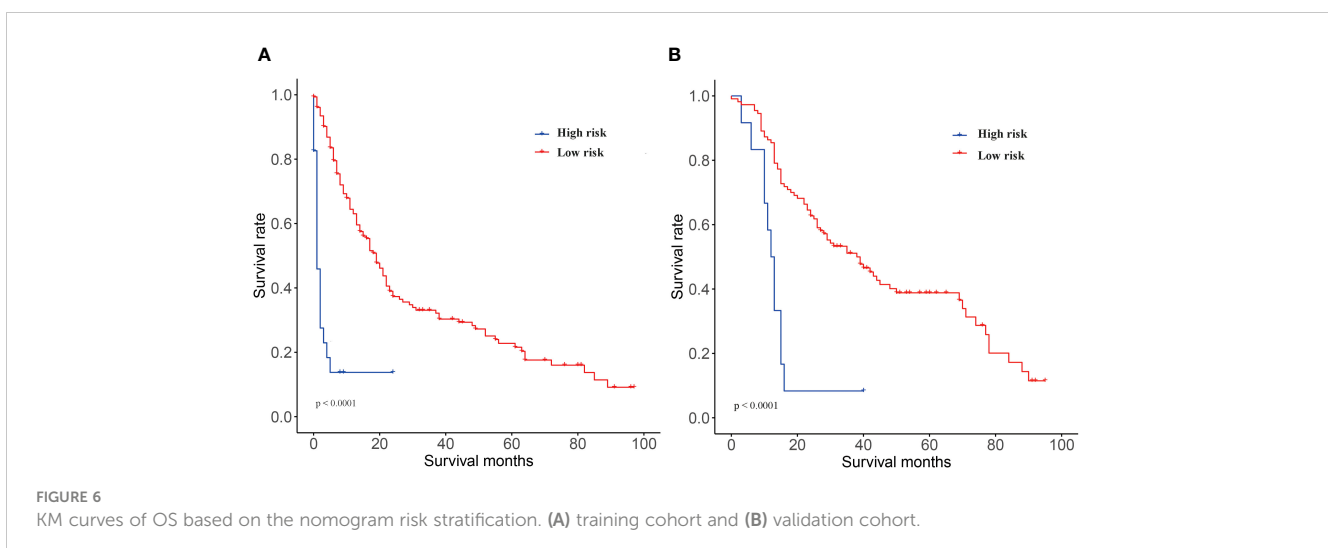 A
Survival rate
1.0
0.8
0.6
0.4
0.2
0.0
High risk
Low risk
p < 0.0001
0 20 40 60 80 100
Survival months
B
Survival rate
1.0
0.8
0.6
0.4
0.2
0.0
High risk
Low risk
p < 0.0001
0 20 40 60 80 100
Survival months
FIGURE 6
KM curves of OS based on the nomogram risk stratification. (A) training cohort and (B) validation cohort.